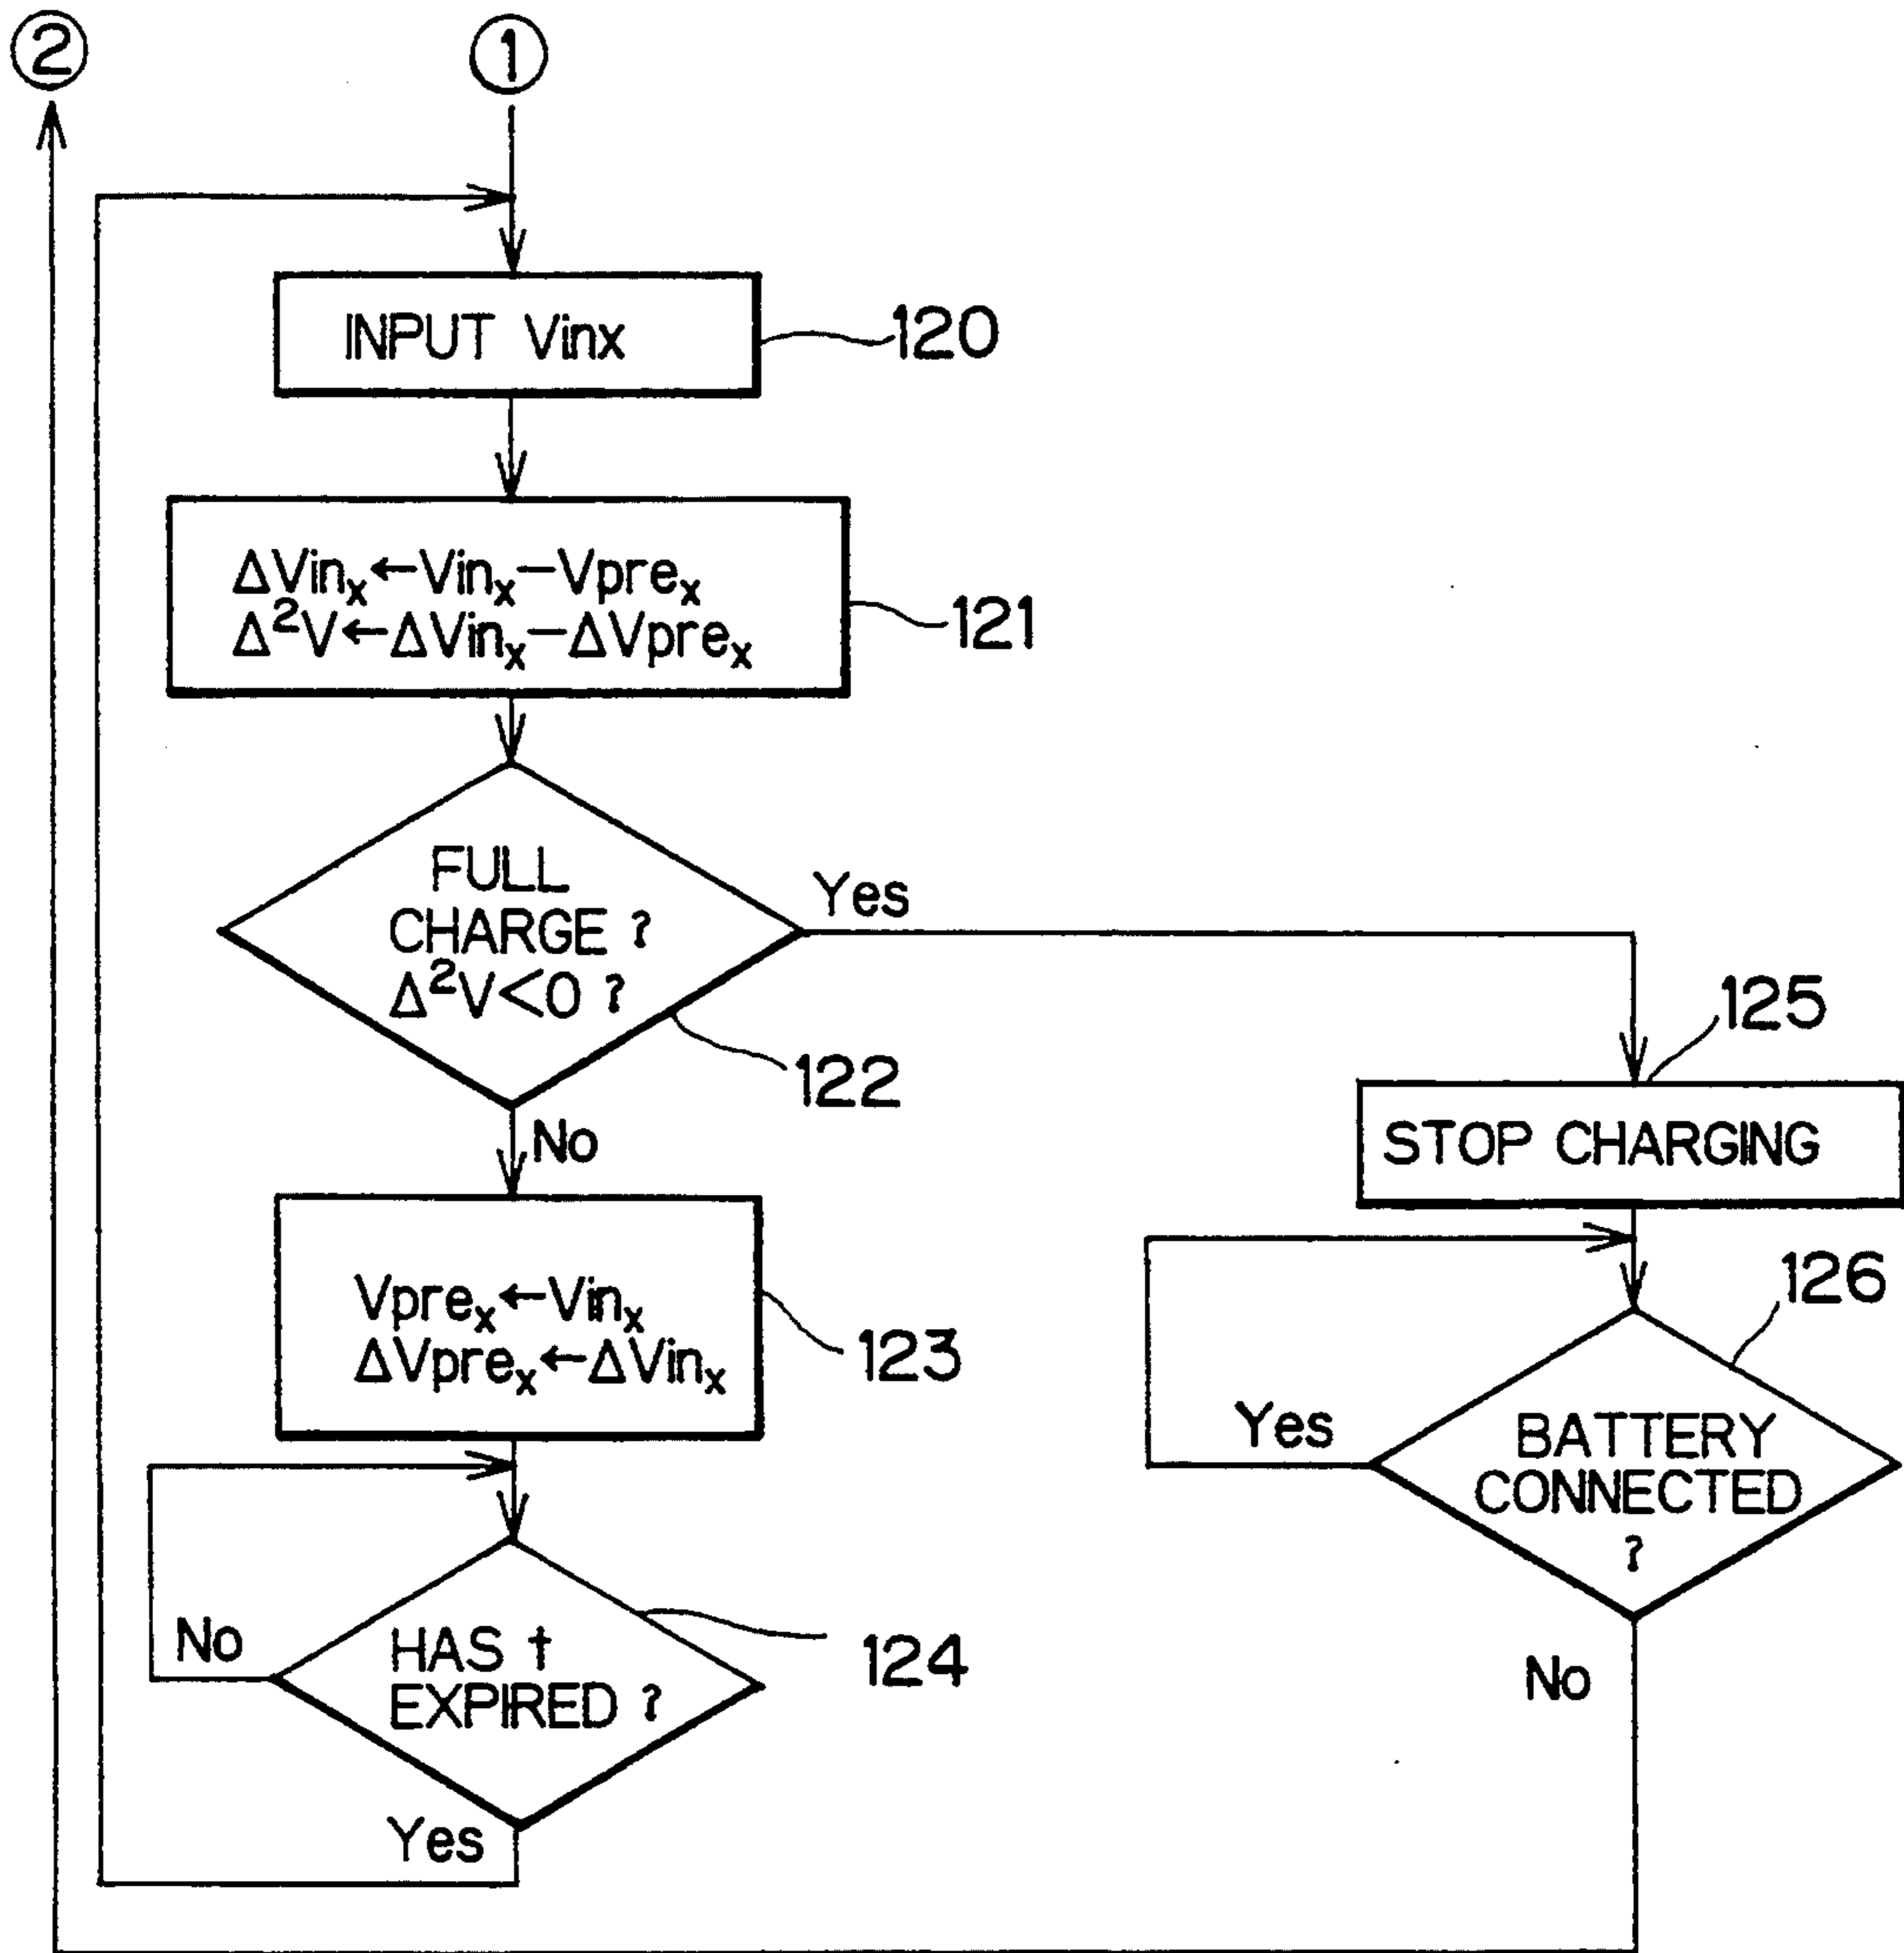 ②
①
INPUT Vinx
120
ΔVinₓ←Vinₓ−Vpreₓ
Δ²V←ΔVinₓ−ΔVpreₓ
121
FULL
CHARGE ?
Δ²V<0 ?
Yes
122
No
125
STOP CHARGING
Vpreₓ←Vinₓ
ΔVpreₓ←ΔVinₓ
123
126
Yes
BATTERY
CONNECTED
?
No
HAS t
EXPIRED ?
124
Yes
No